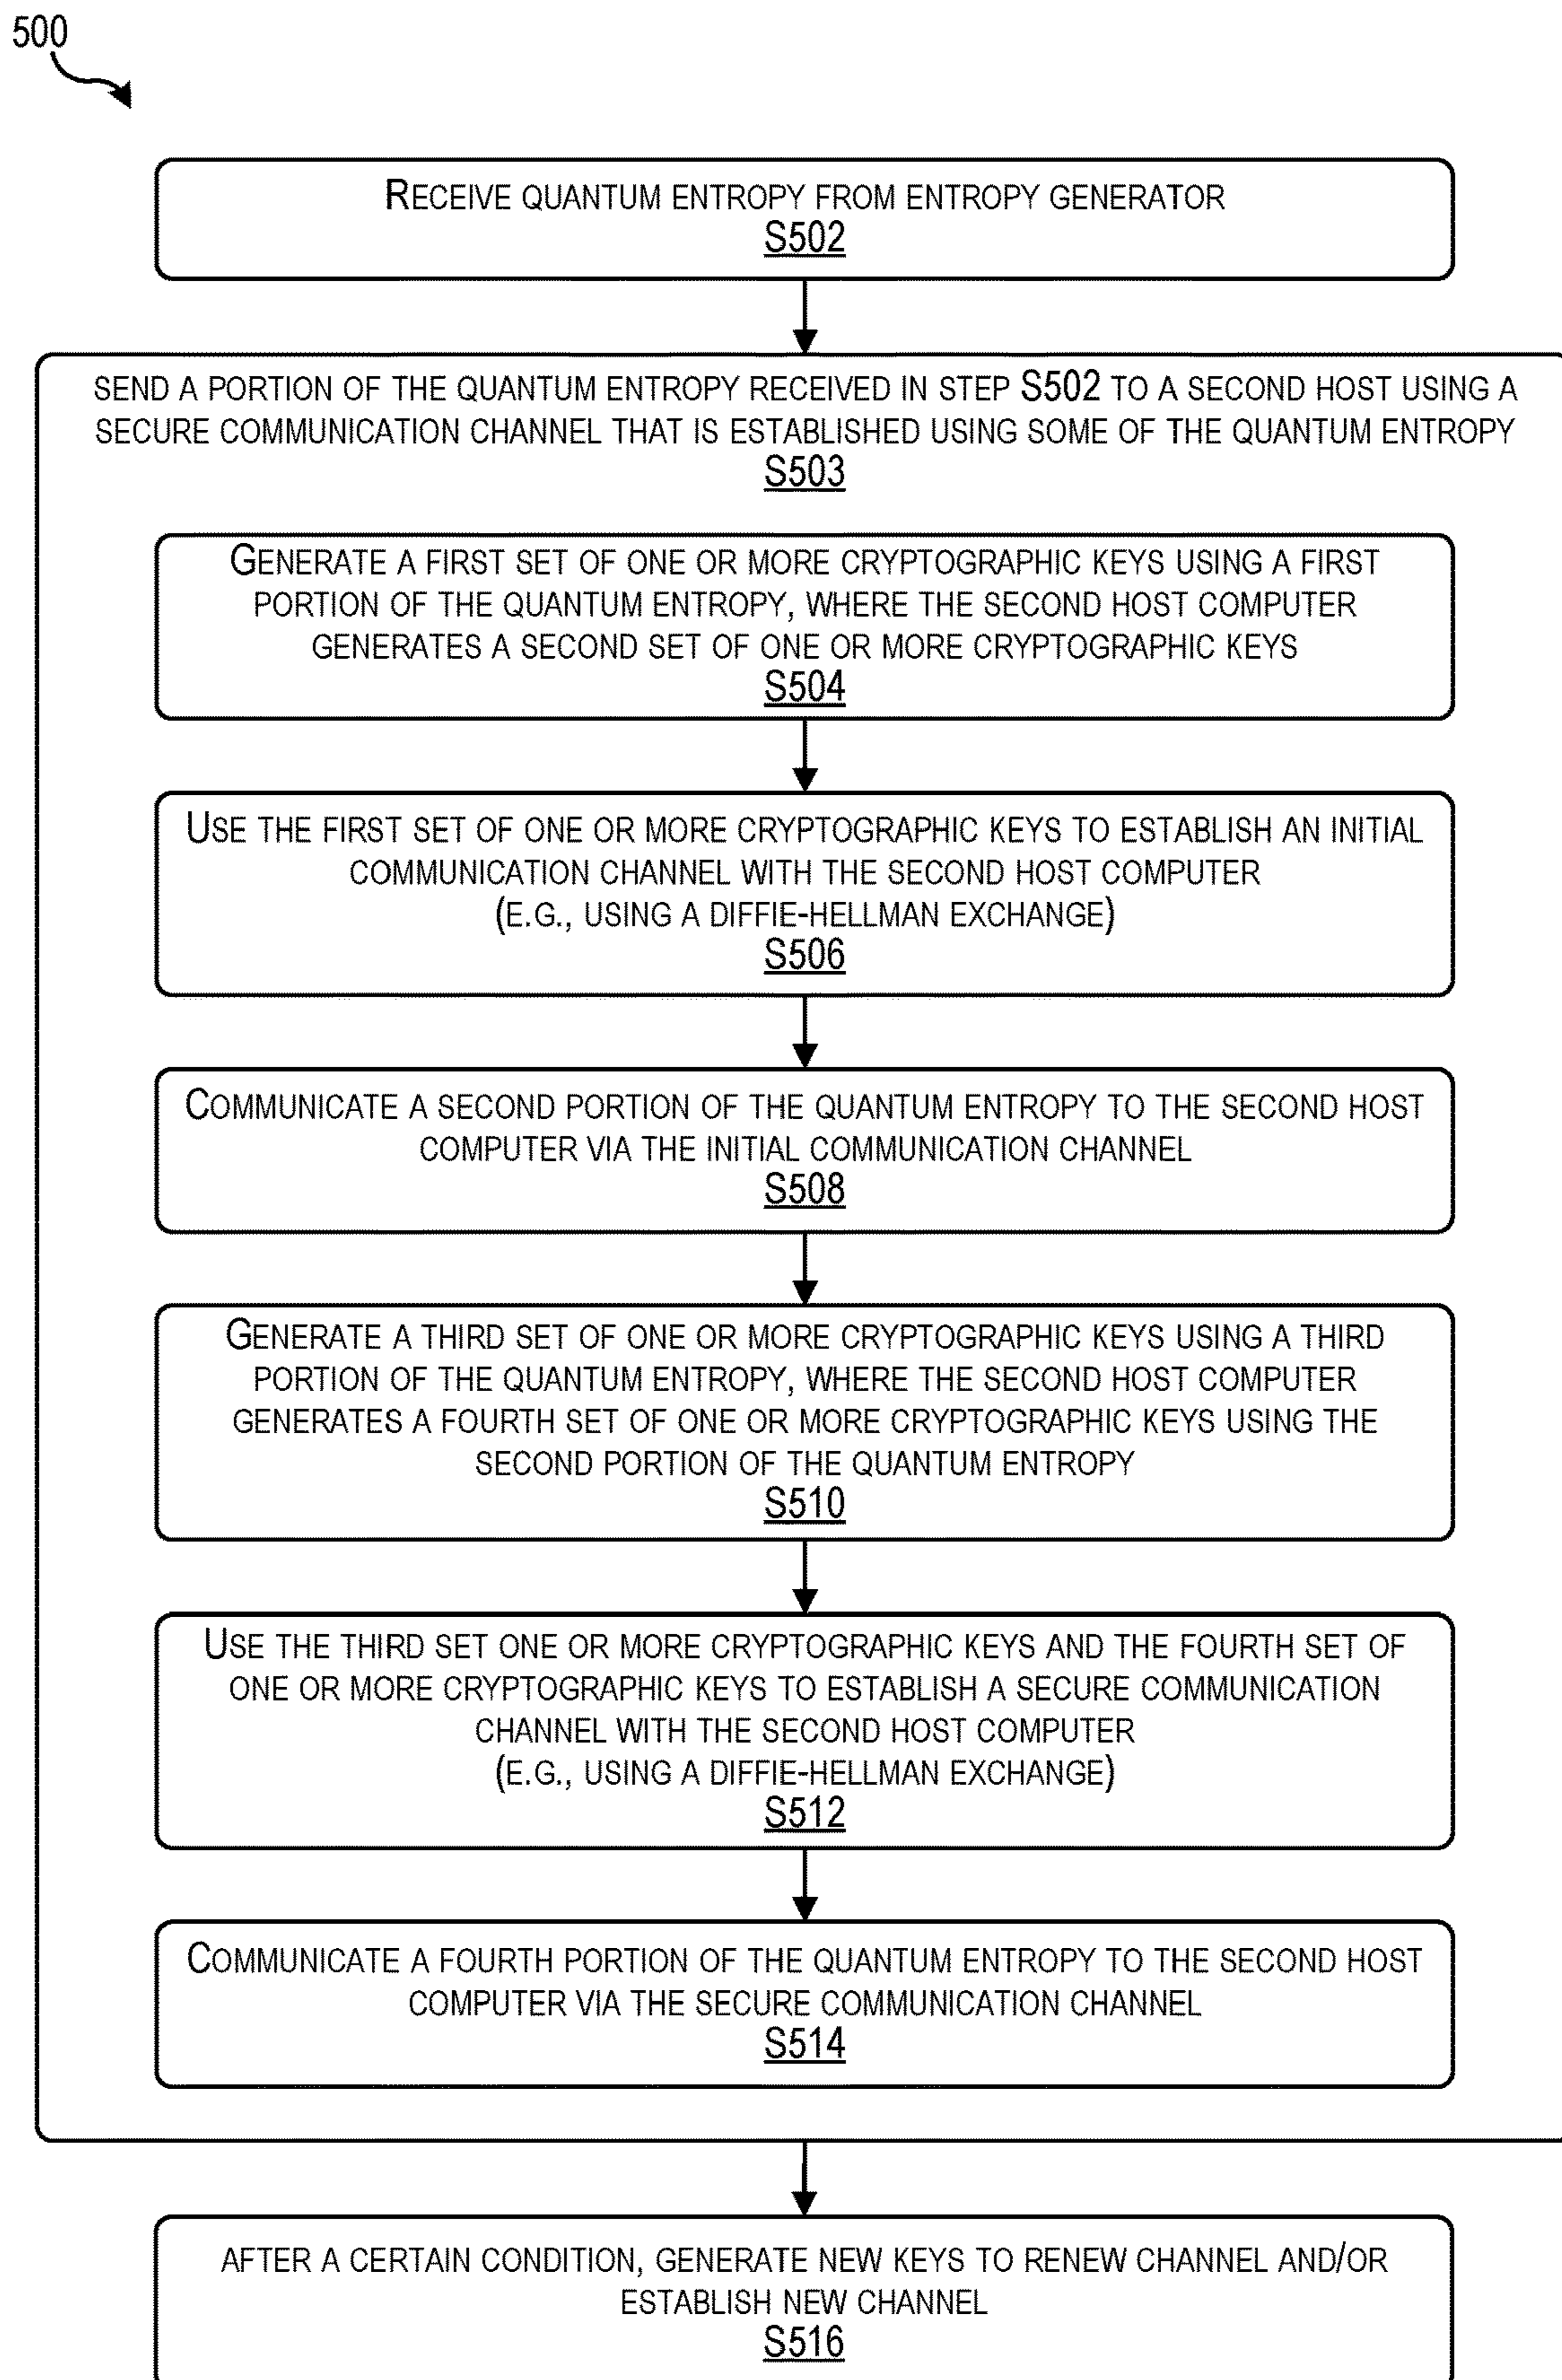 500
RECEIVE QUANTUM ENTROPY FROM ENTROPY GENERATOR
S502
SEND A PORTION OF THE QUANTUM ENTROPY RECEIVED IN STEP S502 TO A SECOND HOST USING A
SECURE COMMUNICATION CHANNEL THAT IS ESTABLISHED USING SOME OF THE QUANTUM ENTROPY
S503
GENERATE A FIRST SET OF ONE OR MORE CRYPTOGRAPHIC KEYS USING A FIRST
PORTION OF THE QUANTUM ENTROPY, WHERE THE SECOND HOST COMPUTER
GENERATES A SECOND SET OF ONE OR MORE CRYPTOGRAPHIC KEYS
S504
USE THE FIRST SET OF ONE OR MORE CRYPTOGRAPHIC KEYS TO ESTABLISH AN INITIAL
COMMUNICATION CHANNEL WITH THE SECOND HOST COMPUTER
(E.G., USING A DIFFIE-HELLMAN EXCHANGE)
S506
COMMUNICATE A SECOND PORTION OF THE QUANTUM ENTROPY TO THE SECOND HOST
COMPUTER VIA THE INITIAL COMMUNICATION CHANNEL
S508
GENERATE A THIRD SET OF ONE OR MORE CRYPTOGRAPHIC KEYS USING A THIRD
PORTION OF THE QUANTUM ENTROPY, WHERE THE SECOND HOST COMPUTER
GENERATES A FOURTH SET OF ONE OR MORE CRYPTOGRAPHIC KEYS USING THE
SECOND PORTION OF THE QUANTUM ENTROPY
S510
USE THE THIRD SET ONE OR MORE CRYPTOGRAPHIC KEYS AND THE FOURTH SET OF
ONE OR MORE CRYPTOGRAPHIC KEYS TO ESTABLISH A SECURE COMMUNICATION
CHANNEL WITH THE SECOND HOST COMPUTER
(E.G., USING A DIFFIE-HELLMAN EXCHANGE)
S512
COMMUNICATE A FOURTH PORTION OF THE QUANTUM ENTROPY TO THE SECOND HOST
COMPUTER VIA THE SECURE COMMUNICATION CHANNEL
S514
AFTER A CERTAIN CONDITION, GENERATE NEW KEYS TO RENEW CHANNEL AND/OR
ESTABLISH NEW CHANNEL
S516